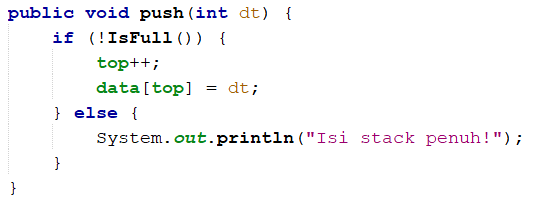 public void push(int dt) {
    if (!IsFull()) {
        top++;
        data[top] = dt;
    } else {
        System.out.println("Isi stack penuh!");
    }
}